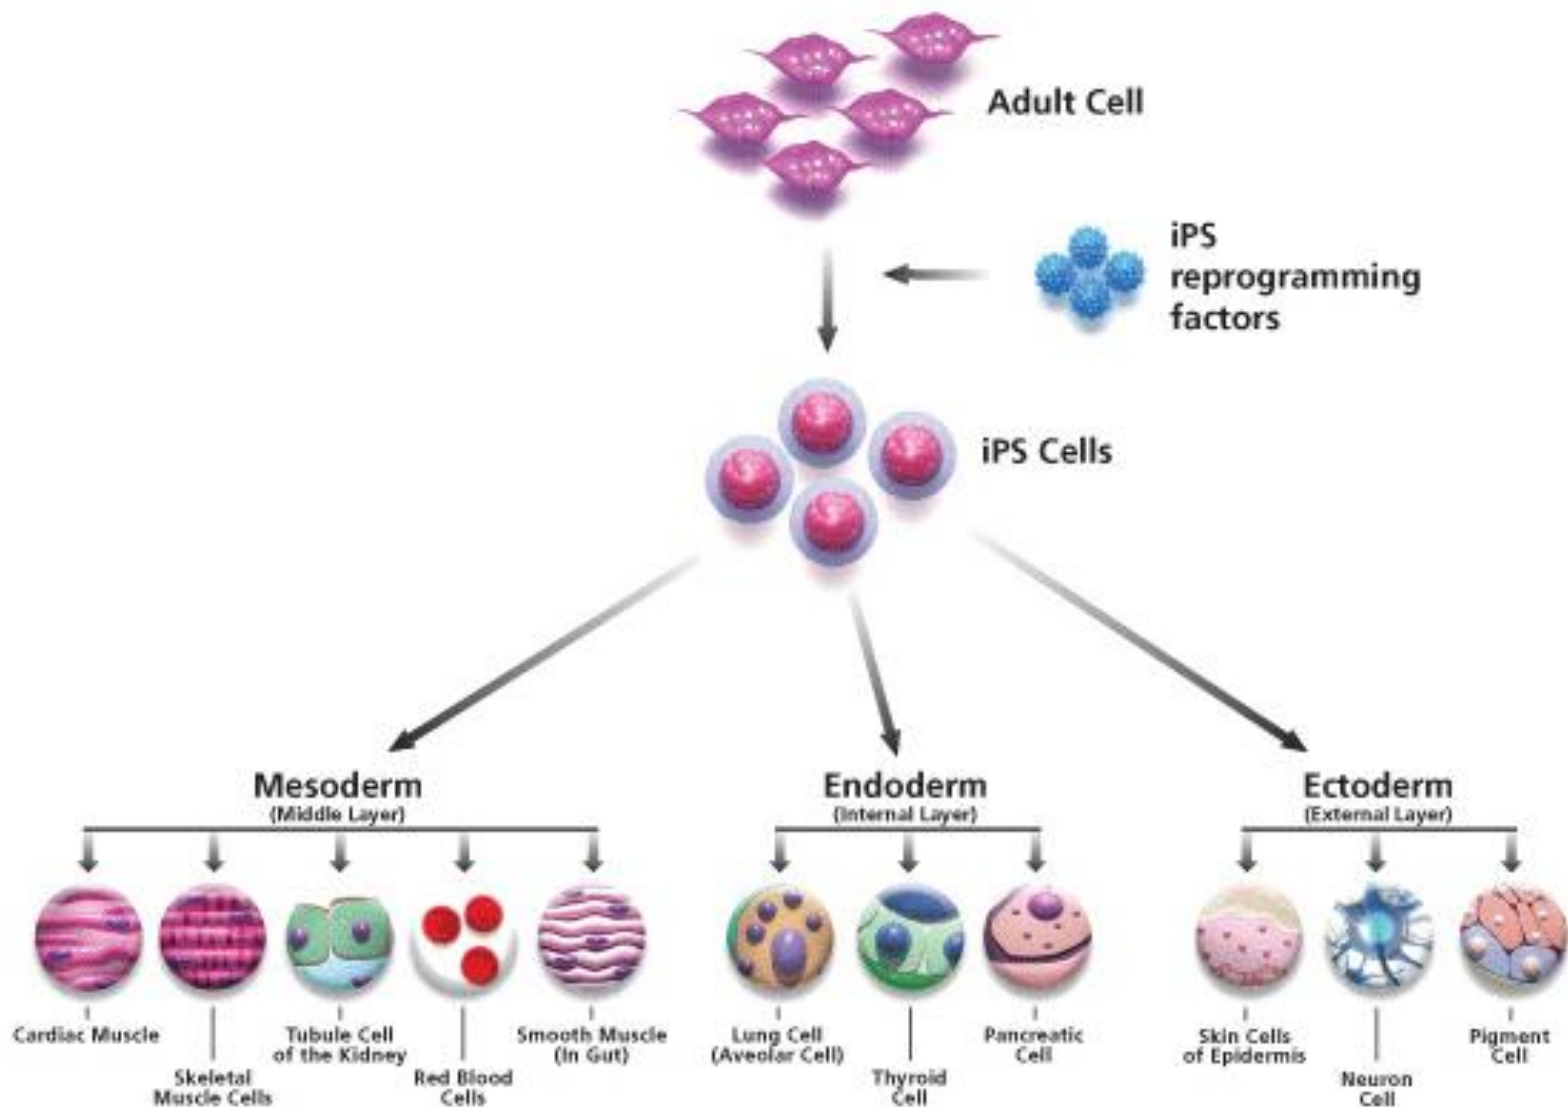 Adult Cell
iPS
reprogramming
factors
iPS Cells
Mesoderm
(Middle Layer)
Endoderm
(Internal Layer)
Ectoderm
(External Layer)
Cardiac Muscle
Skeletal
Muscle Cells
Tubule Cell
of the Kidney
Red Blood
Cells
Smooth Muscle
(In Gut)
Lung Cell
(Aveolar Cell)
Thyroid
Cell
Pancreatic
Cell
Skin Cells
of Epidermis
Neuron
Cell
Pigment
Cell